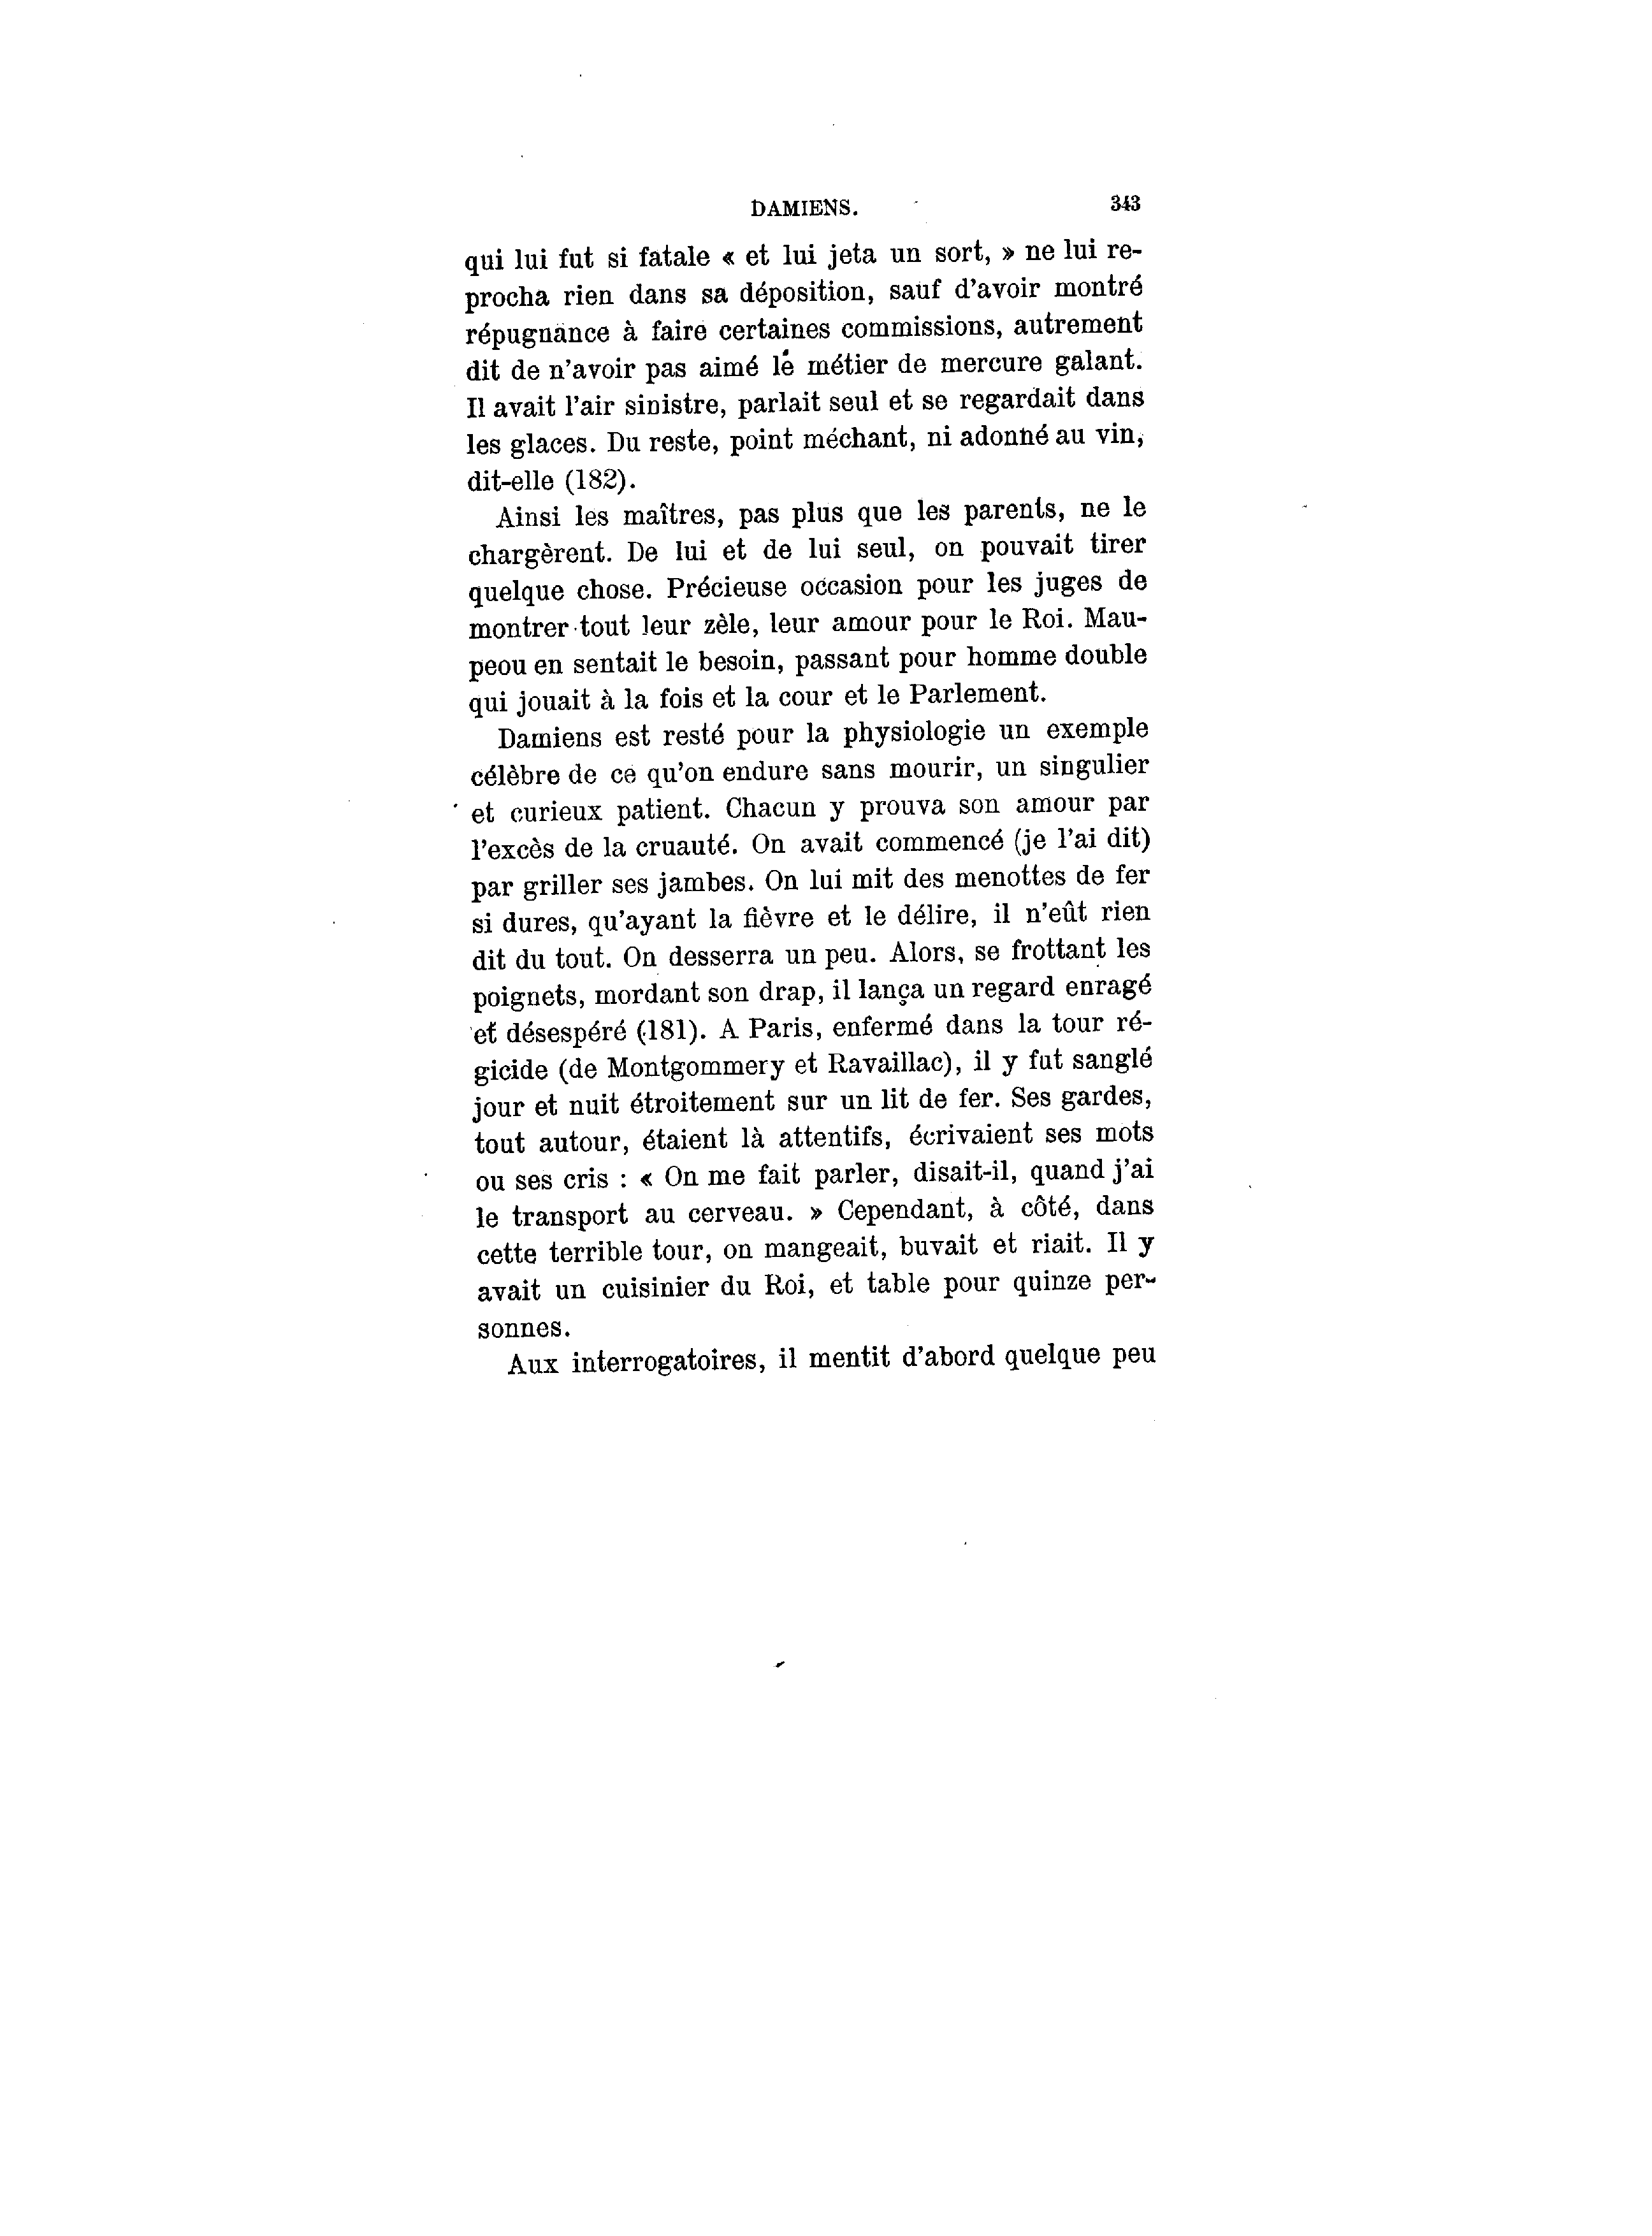 DAMIENS. 343
qui lui fut si fatale « et lui jeta un sort, » ne lui re-
procha rien dans sa déposition, sauf d'avoir montré
répugnance à faire certaines commissions, autrement
dit de n'avoir pas aimé le métier de mercure galant.
Il avait l'air sinistre, parlait seul et se regardait dans
les glaces. Du reste, point méchant, ni adonné au vin,
dit-elle (182).
Ainsi les maîtres, pas plus que les parents, ne le
chargèrent. De lui et de lui seul, on pouvait tirer
quelque chose. Précieuse occasion pour les juges de
montrer tout leur zèle, leur amour pour le Roi. Mau-
peou en sentait le besoin, passant pour homme double
qui jouait à la fois et la cour et le Parlement.
Damiens est resté pour la physiologie un exemple
célèbre de ce qu'on endure sans mourir, un singulier
et curieux patient. Chacun y prouva son amour par
l'excès de la cruauté. On avait commencé (je l'ai dit)
par griller ses jambes. On lui mit des menottes de fer
si dures, qu'ayant la fièvre et le délire, il n'eût rien
dit du tout. On desserra un peu. Alors, se frottant les
poignets, mordant son drap, il lança un regard enragé
et désespéré (181). A Paris, enfermé dans la tour ré-
gicide (de Montgommery et Ravaillac), il y fut sanglé
jour et nuit étroitement sur un lit de fer. Ses gardes,
tout autour, étaient là attentifs, écrivaient ses mots
ou ses cris : « On me fait parler, disait-il, quand j'ai
le transport au cerveau. » Cependant, à côté, dans
cette terrible tour, on mangeait, buvait et riait. Il y
avait un cuisinier du Roi, et table pour quinze per-
sonnes.
Aux interrogatoires, il mentit d'abord quelque peu